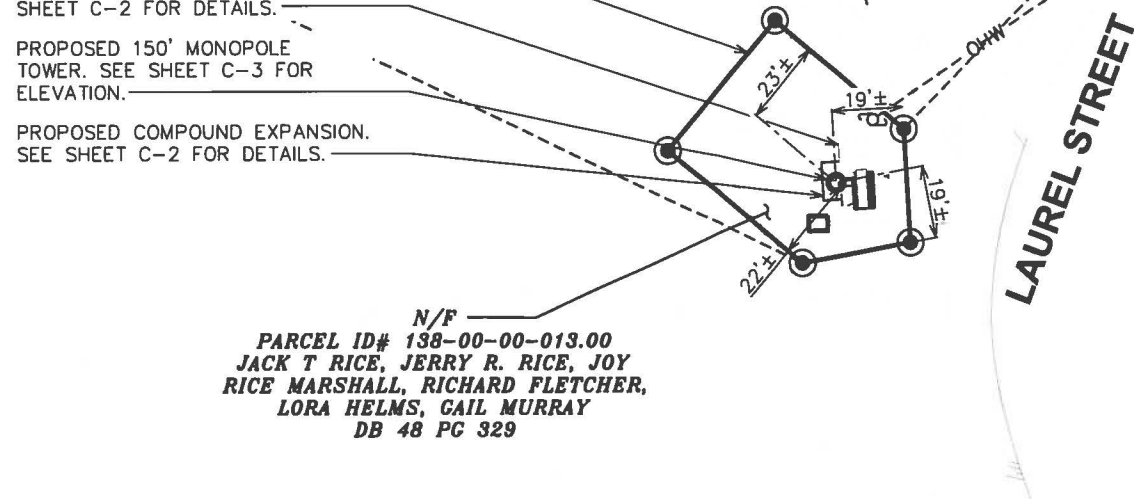 SHEET C-2 FOR DETAILS.
PROPOSED 150' MONOPOLE
TOWER. SEE SHEET C-3 FOR
ELEVATION.
PROPOSED COMPOUND EXPANSION.
SEE SHEET C-2 FOR DETAILS.
23'±
19'±
OHW
19'±
22'±
LAUREL STREET
N/F
PARCEL ID# 138-00-00-013.00
JACK T RICE, JERRY R. RICE, JOY
RICE MARSHALL, RICHARD FLETCHER,
LORA HELMS, GAIL MURRAY
DB 48 PG 329